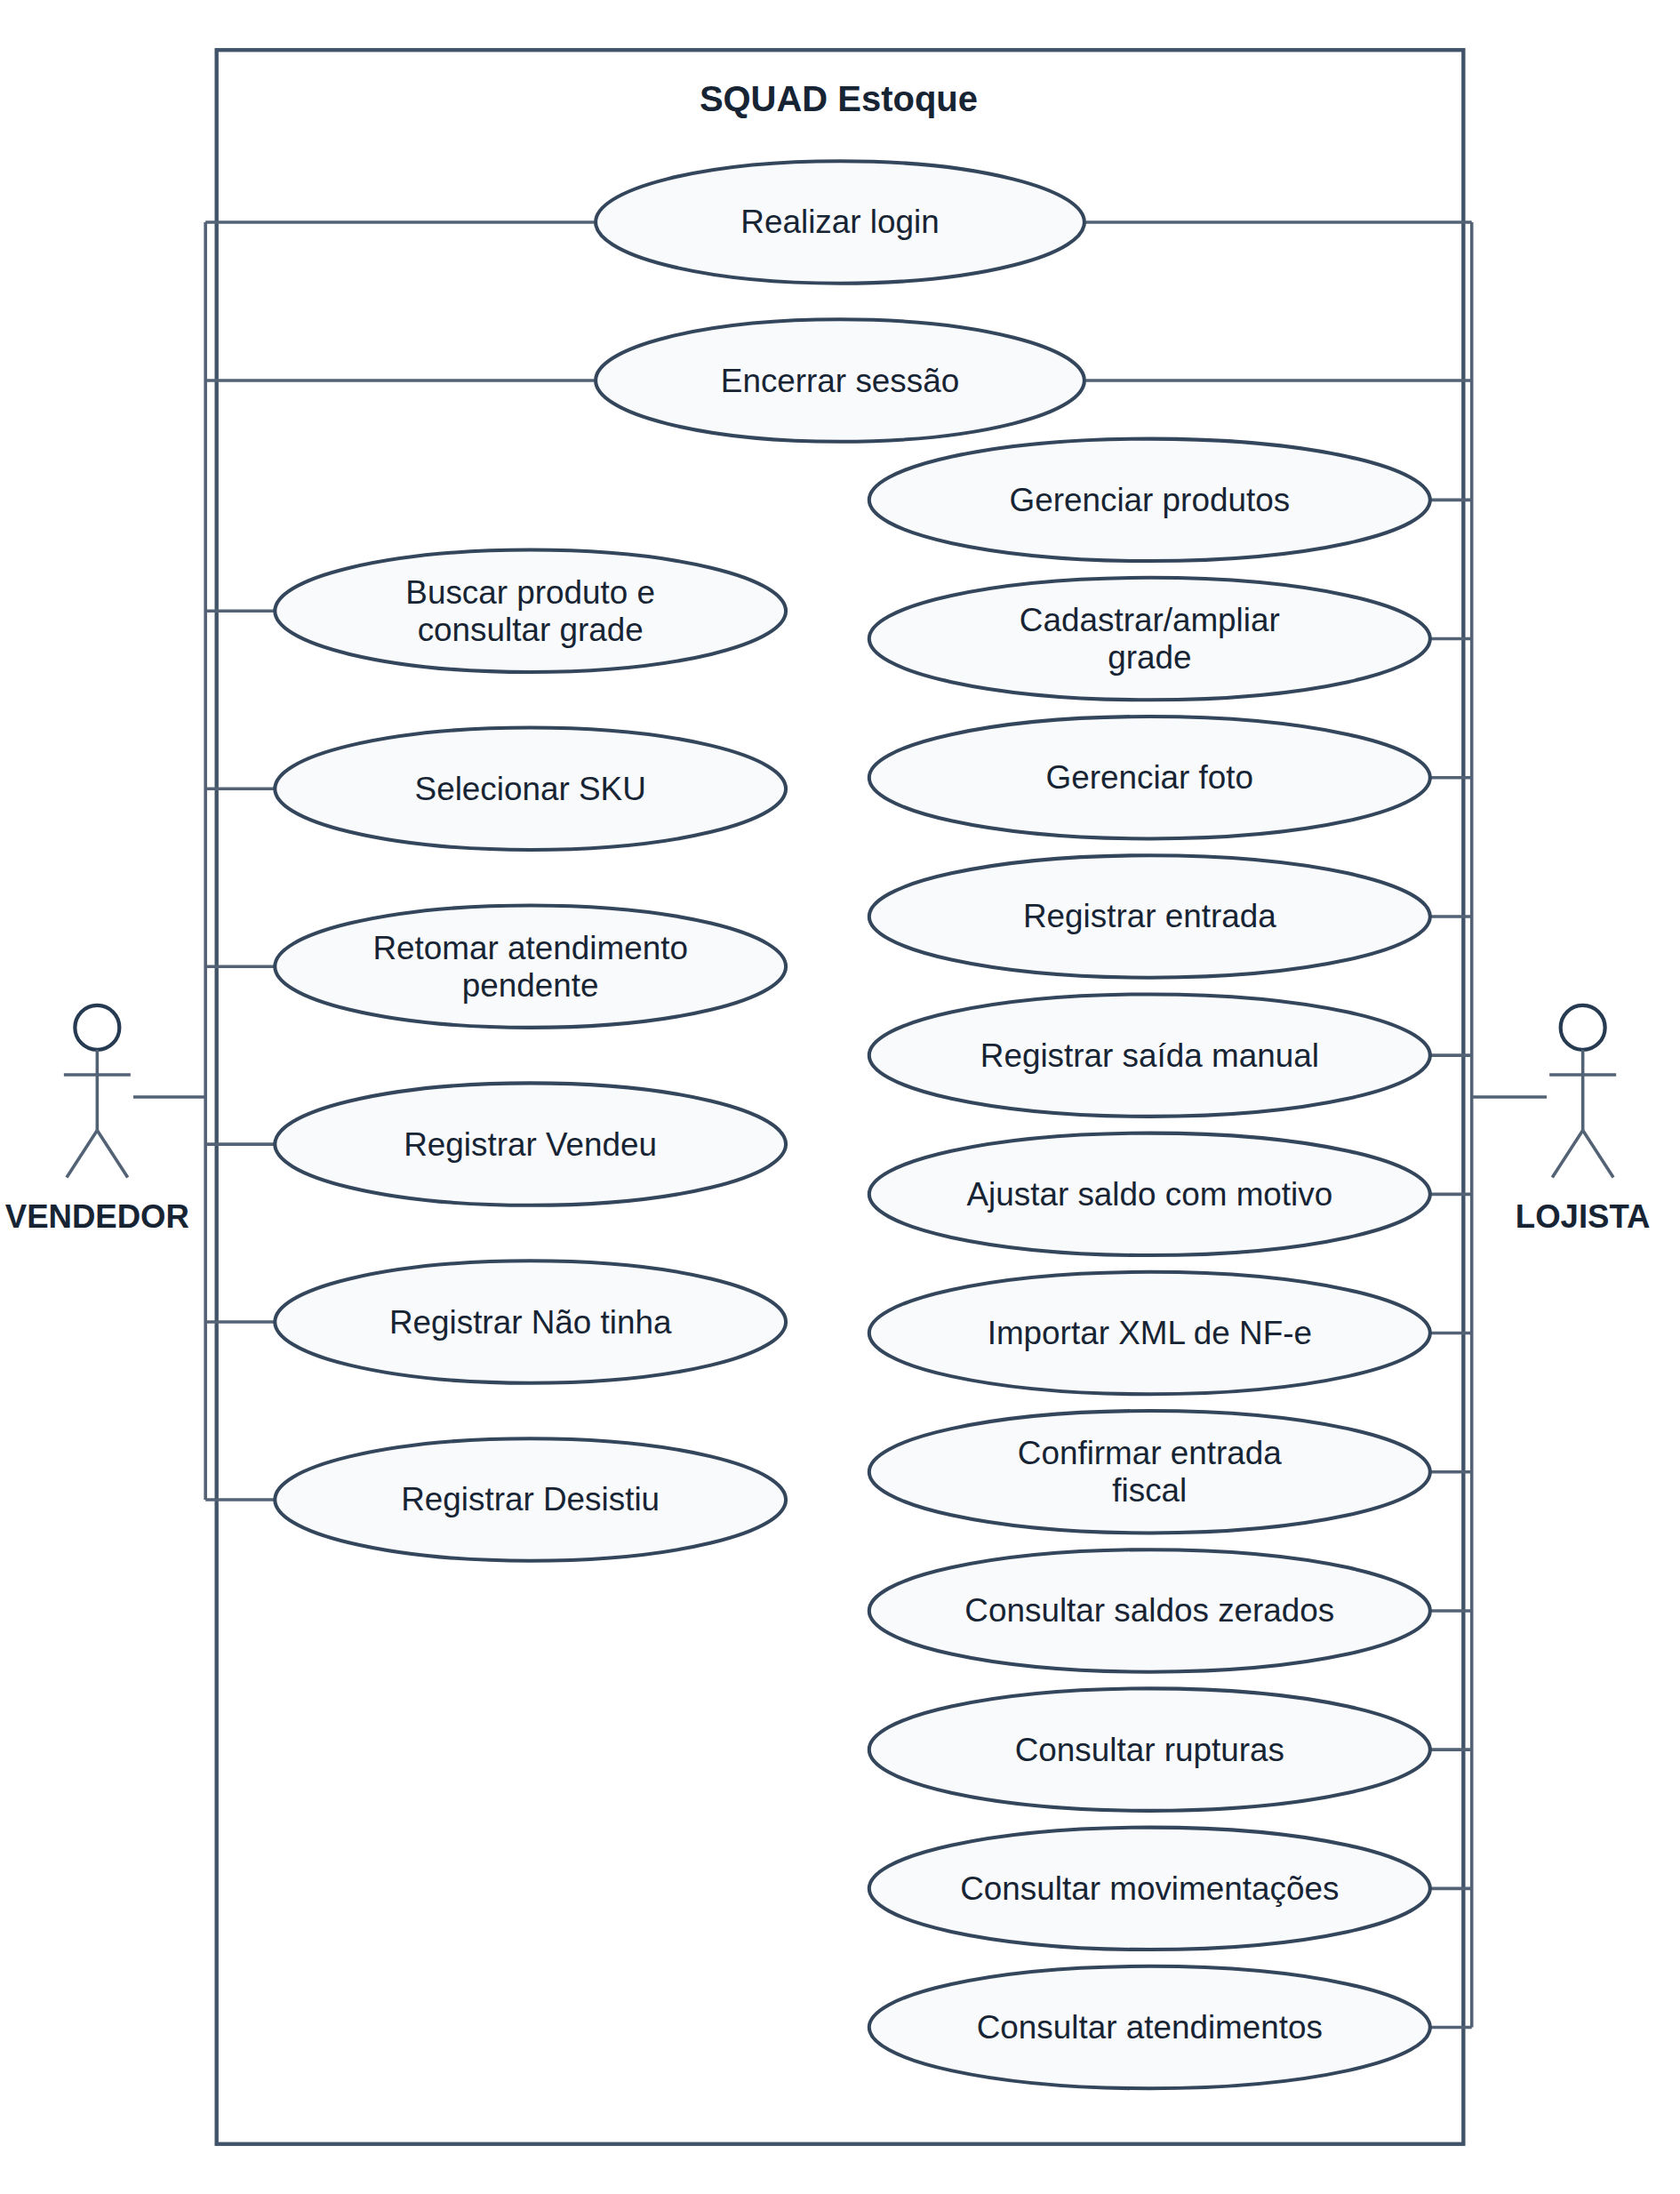 SQUAD Estoque
Realizar login
Encerrar sessão
Gerenciar produtos
Buscar produto e
consultar grade
Cadastrar/ampliar
grade
Selecionar SKU
Gerenciar foto
Registrar entrada
Retomar atendimento
pendente
Registrar saída manual
Registrar Vendeu
Ajustar saldo com motivo
VENDEDOR
LOJISTA
Registrar Não tinha
Importar XML de NF-e
Confirmar entrada
fiscal
Registrar Desistiu
Consultar saldos zerados
Consultar rupturas
Consultar movimentações
Consultar atendimentos